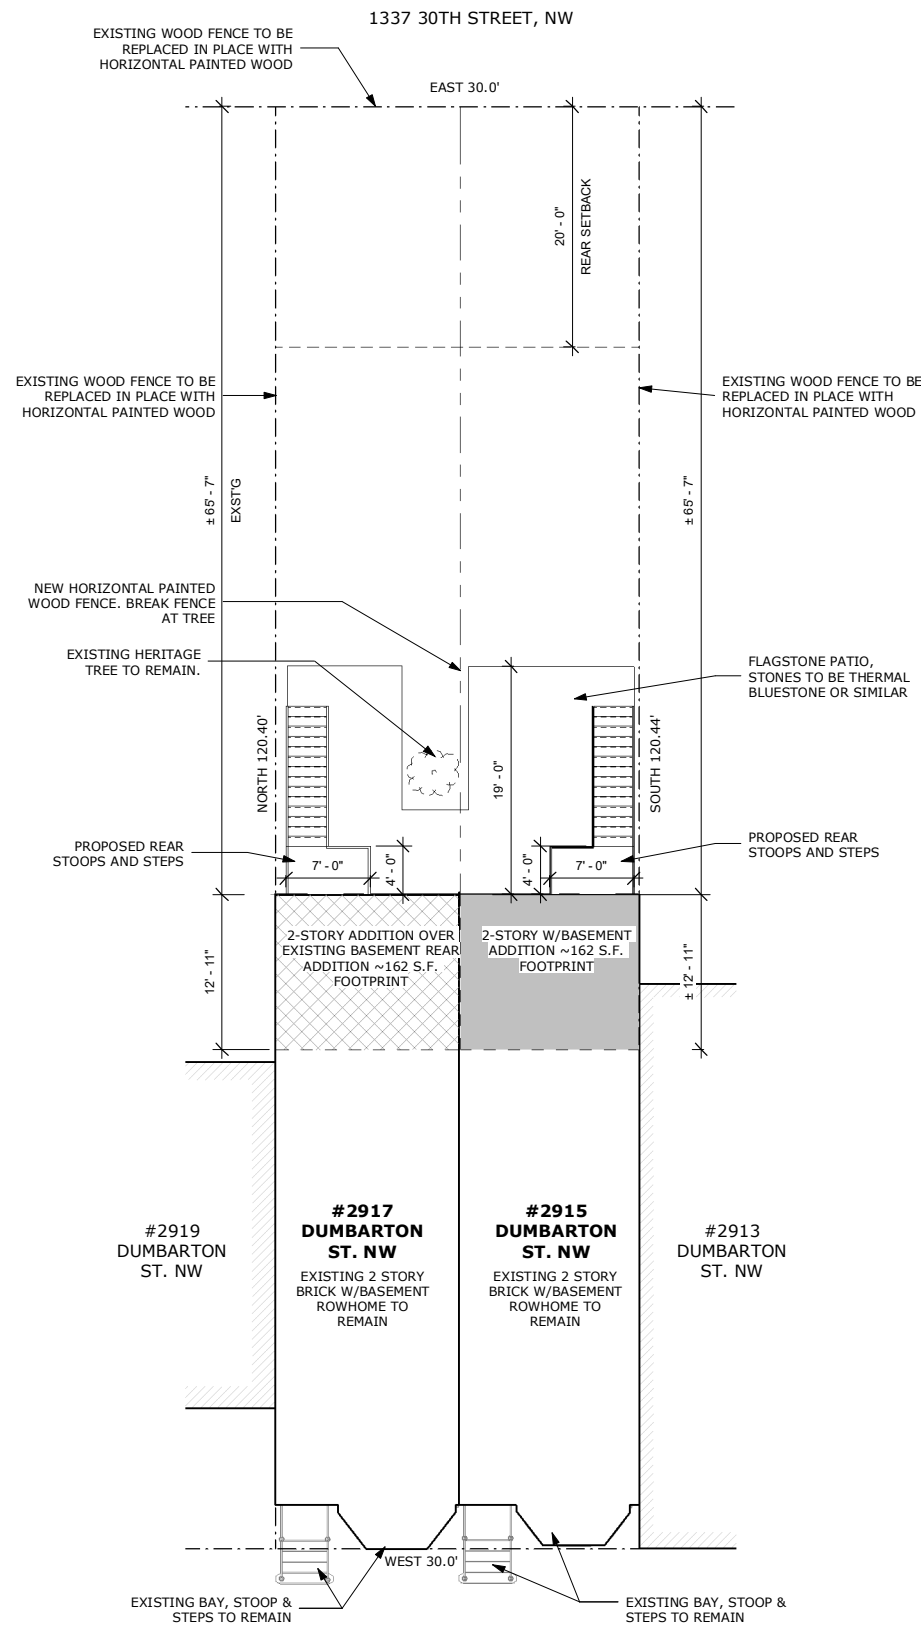 1337 30TH STREET, NW
EXISTING WOOD FENCE TO BE
REPLACED IN PLACE WITH
HORIZONTAL PAINTED WOOD
EAST 30.0'
20' - 0"
REAR SETBACK
EXISTING WOOD FENCE TO BE
REPLACED IN PLACE WITH
HORIZONTAL PAINTED WOOD
EXISTING WOOD FENCE TO BE
REPLACED IN PLACE WITH
HORIZONTAL PAINTED WOOD
± 65' - 7"
EXST'G
± 65' - 7"
NEW HORIZONTAL PAINTED
WOOD FENCE. BREAK FENCE
AT TREE
EXISTING HERITAGE
TREE TO REMAIN.
FLAGSTONE PATIO,
STONES TO BE THERMAL
BLUESTONE OR SIMILAR
NORTH 120.40'
19' - 0"
SOUTH 120.44'
PROPOSED REAR
STOOPS AND STEPS
7' - 0"
4' - 0"
4' - 0"
7' - 0"
PROPOSED REAR
STOOPS AND STEPS
12' - 11"
2-STORY ADDITION OVER
EXISTING BASEMENT REAR
ADDITION ~162 S.F.
FOOTPRINT
2-STORY W/BASEMENT
ADDITION ~162 S.F.
FOOTPRINT
± 12' - 11"
#2919
DUMBARTON
ST. NW
#2917
DUMBARTON
ST. NW
EXISTING 2 STORY
BRICK W/BASEMENT
ROWHOME TO
REMAIN
#2915
DUMBARTON
ST. NW
EXISTING 2 STORY
BRICK W/BASEMENT
ROWHOME TO
REMAIN
#2913
DUMBARTON
ST. NW
WEST 30.0'
EXISTING BAY, STOOP &
STEPS TO REMAIN
EXISTING BAY, STOOP &
STEPS TO REMAIN